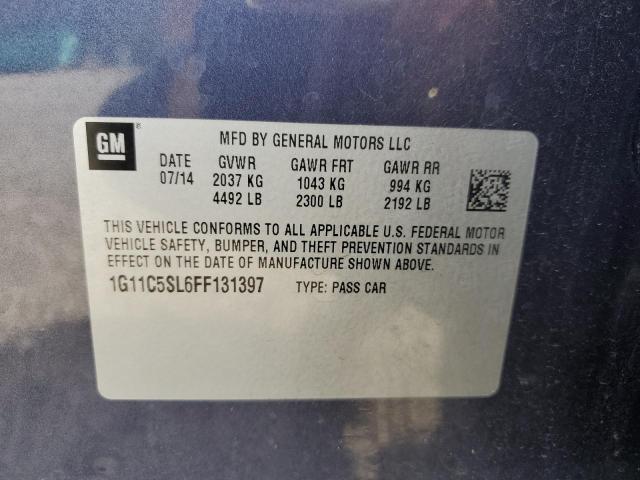 GM®
MFD BY GENERAL MOTORS LLC
DATE GVWR GAWR FRT GAWR RR
07/14 2037 KG 1043 KG 994 KG
4492 LB 2300 LB 2192 LB
THIS VEHICLE CONFORMS TO ALL APPLICABLE U.S. FEDERAL MOTOR
VEHICLE SAFETY, BUMPER, AND THEFT PREVENTION STANDARDS IN
EFFECT ON THE DATE OF MANUFACTURE SHOWN ABOVE.
1G11C5SL6FF131397 TYPE: PASS CAR